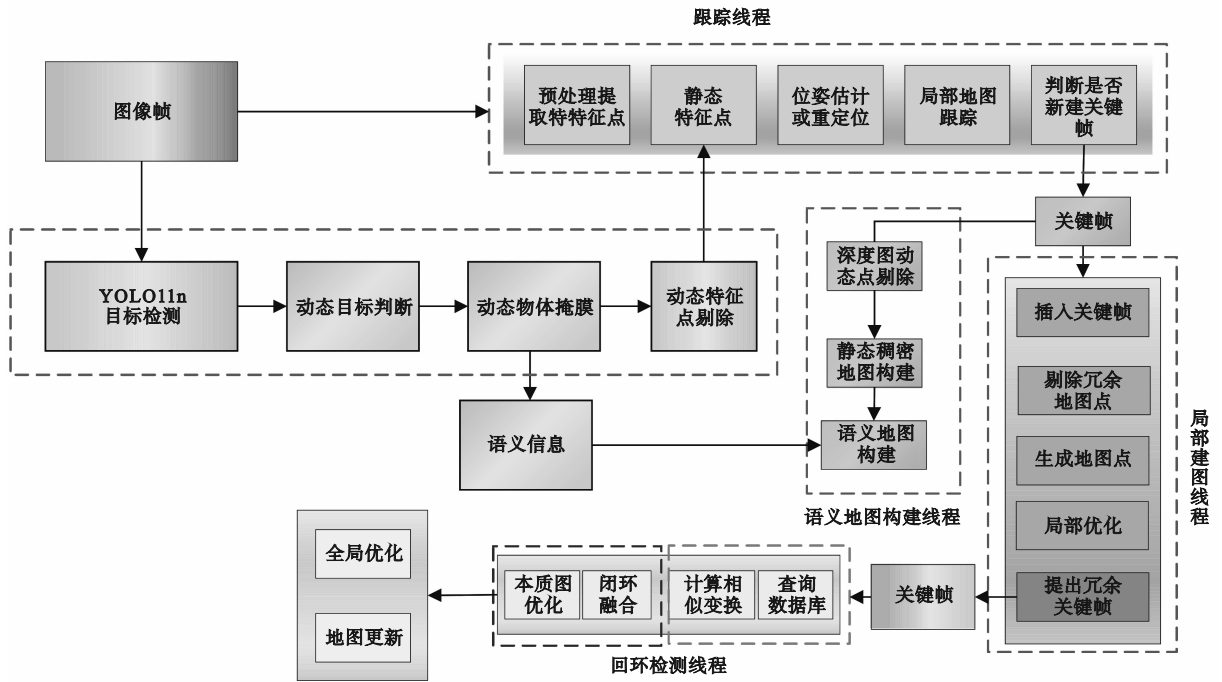 跟踪线程
图像帧
预处理提
取特特征点
静态
特征点
位姿估计
或重定位
局部地图
跟踪
判断是否
新建关键
帧
关键帧
YOLO11n
目标检测
动态目标判断
动态物体掩膜
动态特征
点剔除
语义信息
深度图动
态点剔除
静态稠密
地图构建
语义地图
构建
语义地图构建线程
插入关键帧
剔除冗余
地图点
生成地图点
局部优化
提出冗余
关键帧
局部建图线程
关键帧
查询
数据库
计算相
似变换
闭环
融合
本质图
优化
回环检测线程
全局优化
地图更新